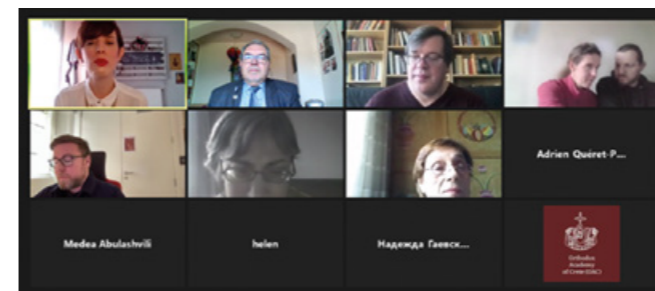 Adrien Quéret-P...
Medea Abulashvili
helen
Надежда Гаевск...
Orthodox
Academy
of Crete (OAC)